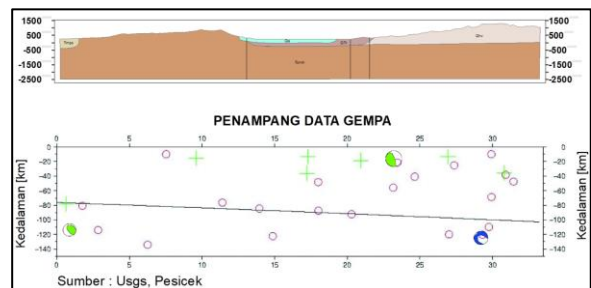 1500 1500
500 500
-500 -500
-1500 -1500
-2500 -2500
PENAMPANG DATA GEMPA
0 5 10 15 20 25 30
Kedalaman [km]
0 0
-20 -20
-40 -40
-60 -60
-80 -80
-100 -100
-120 -120
-140 -140
Kedalaman [km]
0 5 10 15 20 25 30
Sumber : Usgs, Pesicek